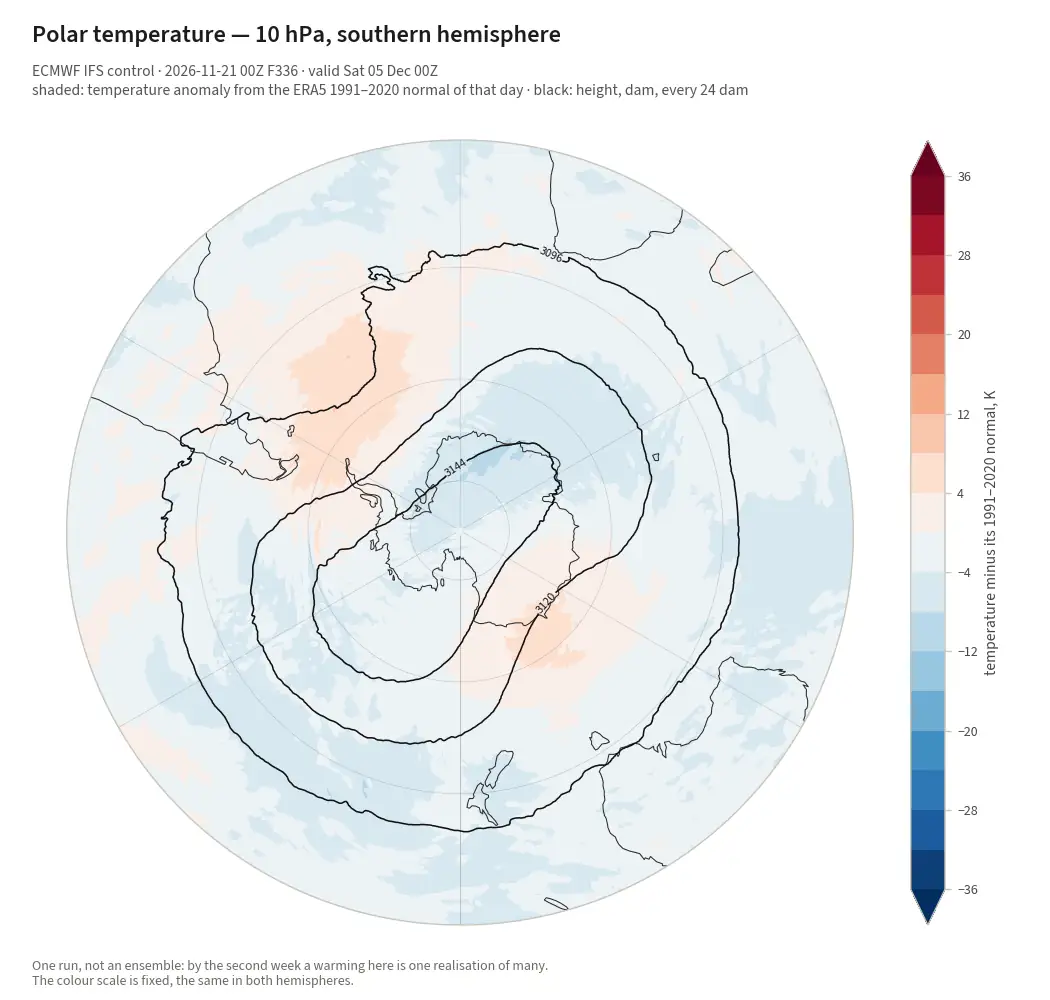 Polar temperature — 10 hPa, southern hemisphere
ECMWF IFS control · 2026-11-21 00Z F336 · valid Sat 05 Dec 00Z
shaded: temperature anomaly from the ERA5 1991–2020 normal of that day · black: height, dam, every 24 dam
3096
3144
3120
36
28
20
12
4
−4
−12
−20
−28
−36
temperature minus its 1991–2020 normal, K
One run, not an ensemble: by the second week a warming here is one realisation of many.
The colour scale is fixed, the same in both hemispheres.